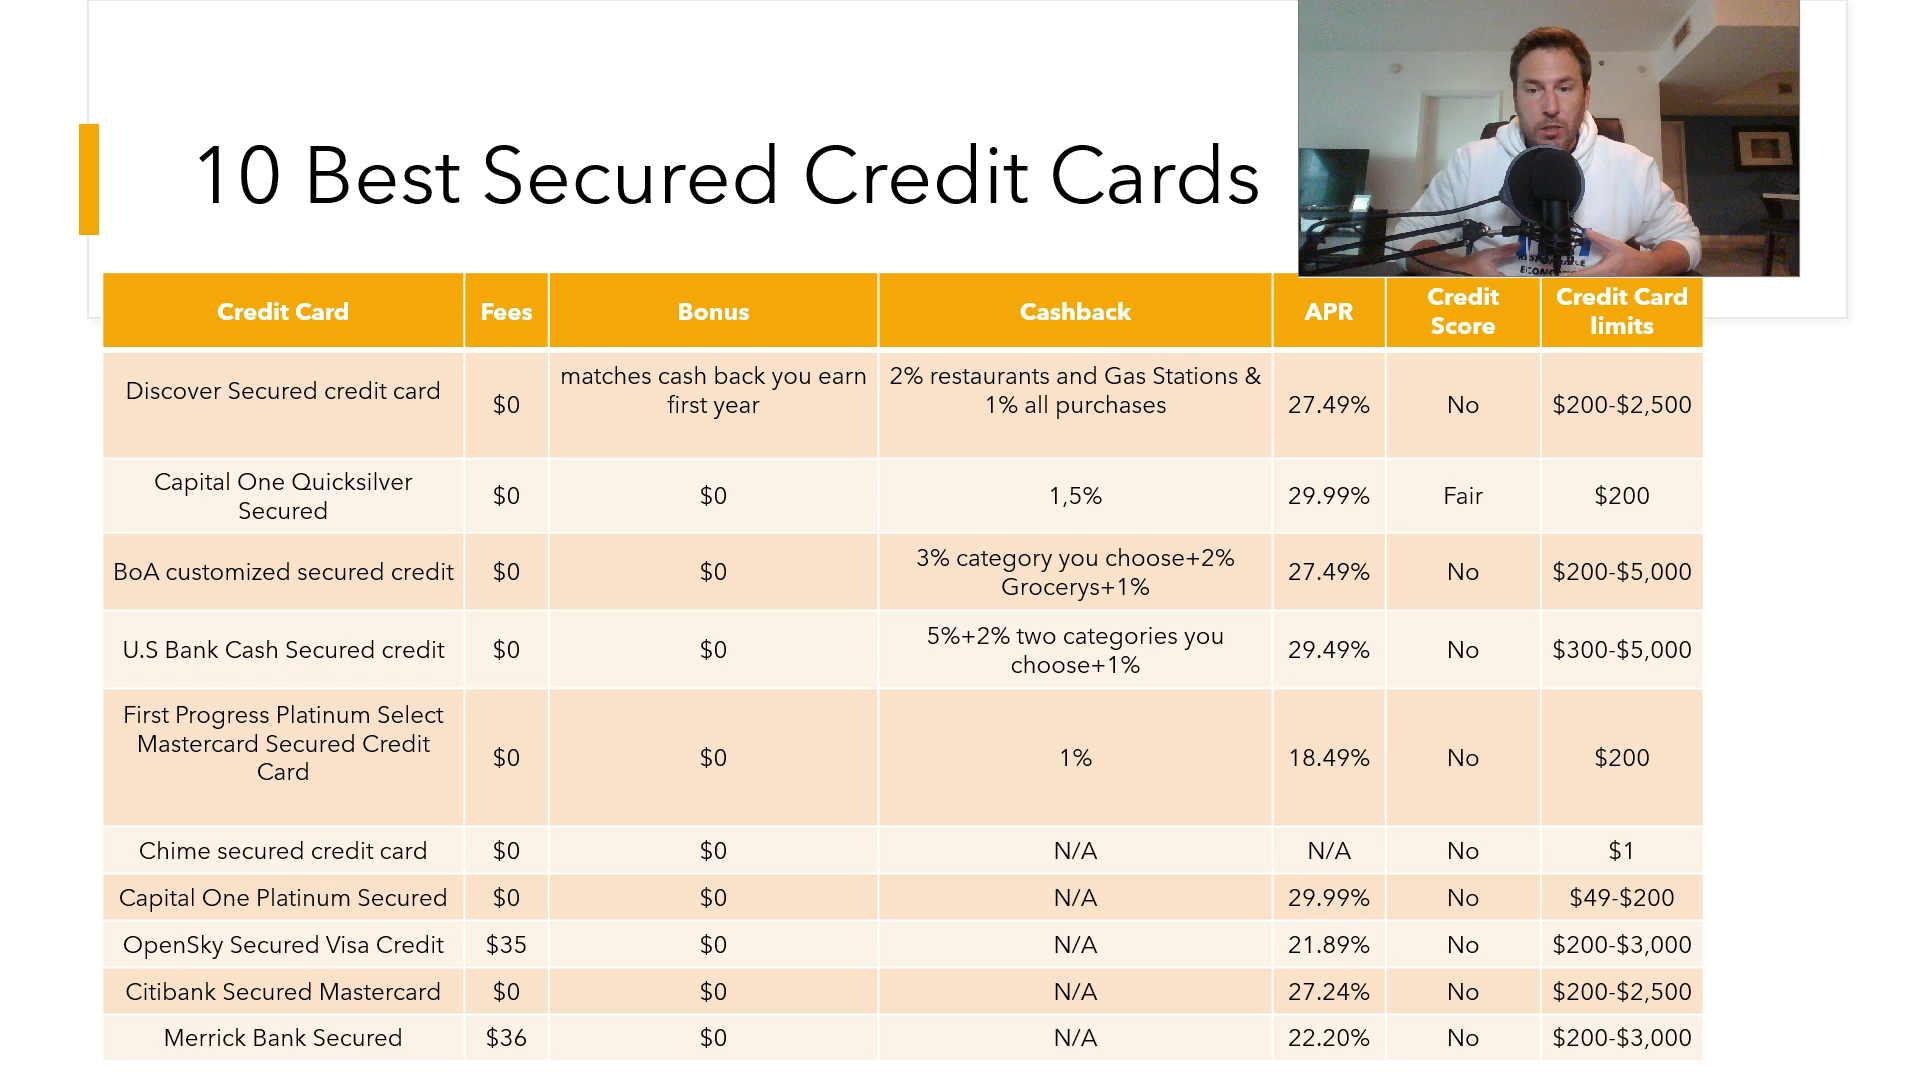 10 Best Secured Credit Cards
ECONO
Credit Card
Fees
Bonus
Cashback
APR
Credit
Score
Credit Card
limits
Discover Secured credit card
$0
matches cash back you earn
first year
2% restaurants and Gas Stations &
1% all purchases
27.49%
No
$200-$2,500
Capital One Quicksilver
Secured
$0
$0
1,5%
29.99%
Fair
$200
BoA customized secured credit
$0
$0
3% category you choose+2%
Grocerys+1%
27.49%
No
$200-$5,000
U.S Bank Cash Secured credit
$0
$0
5%+2% two categories you
choose+1%
29.49%
No
$300-$5,000
First Progress Platinum Select
Mastercard Secured Credit
Card
$0
$0
1%
18.49%
No
$200
Chime secured credit card
$0
$0
N/A
N/A
No
$1
Capital One Platinum Secured
$0
$0
N/A
29.99%
No
$49-$200
OpenSky Secured Visa Credit
$35
$0
N/A
21.89%
No
$200-$3,000
Citibank Secured Mastercard
$0
$0
N/A
27.24%
No
$200-$2,500
Merrick Bank Secured
$36
$0
N/A
22.20%
No
$200-$3,000